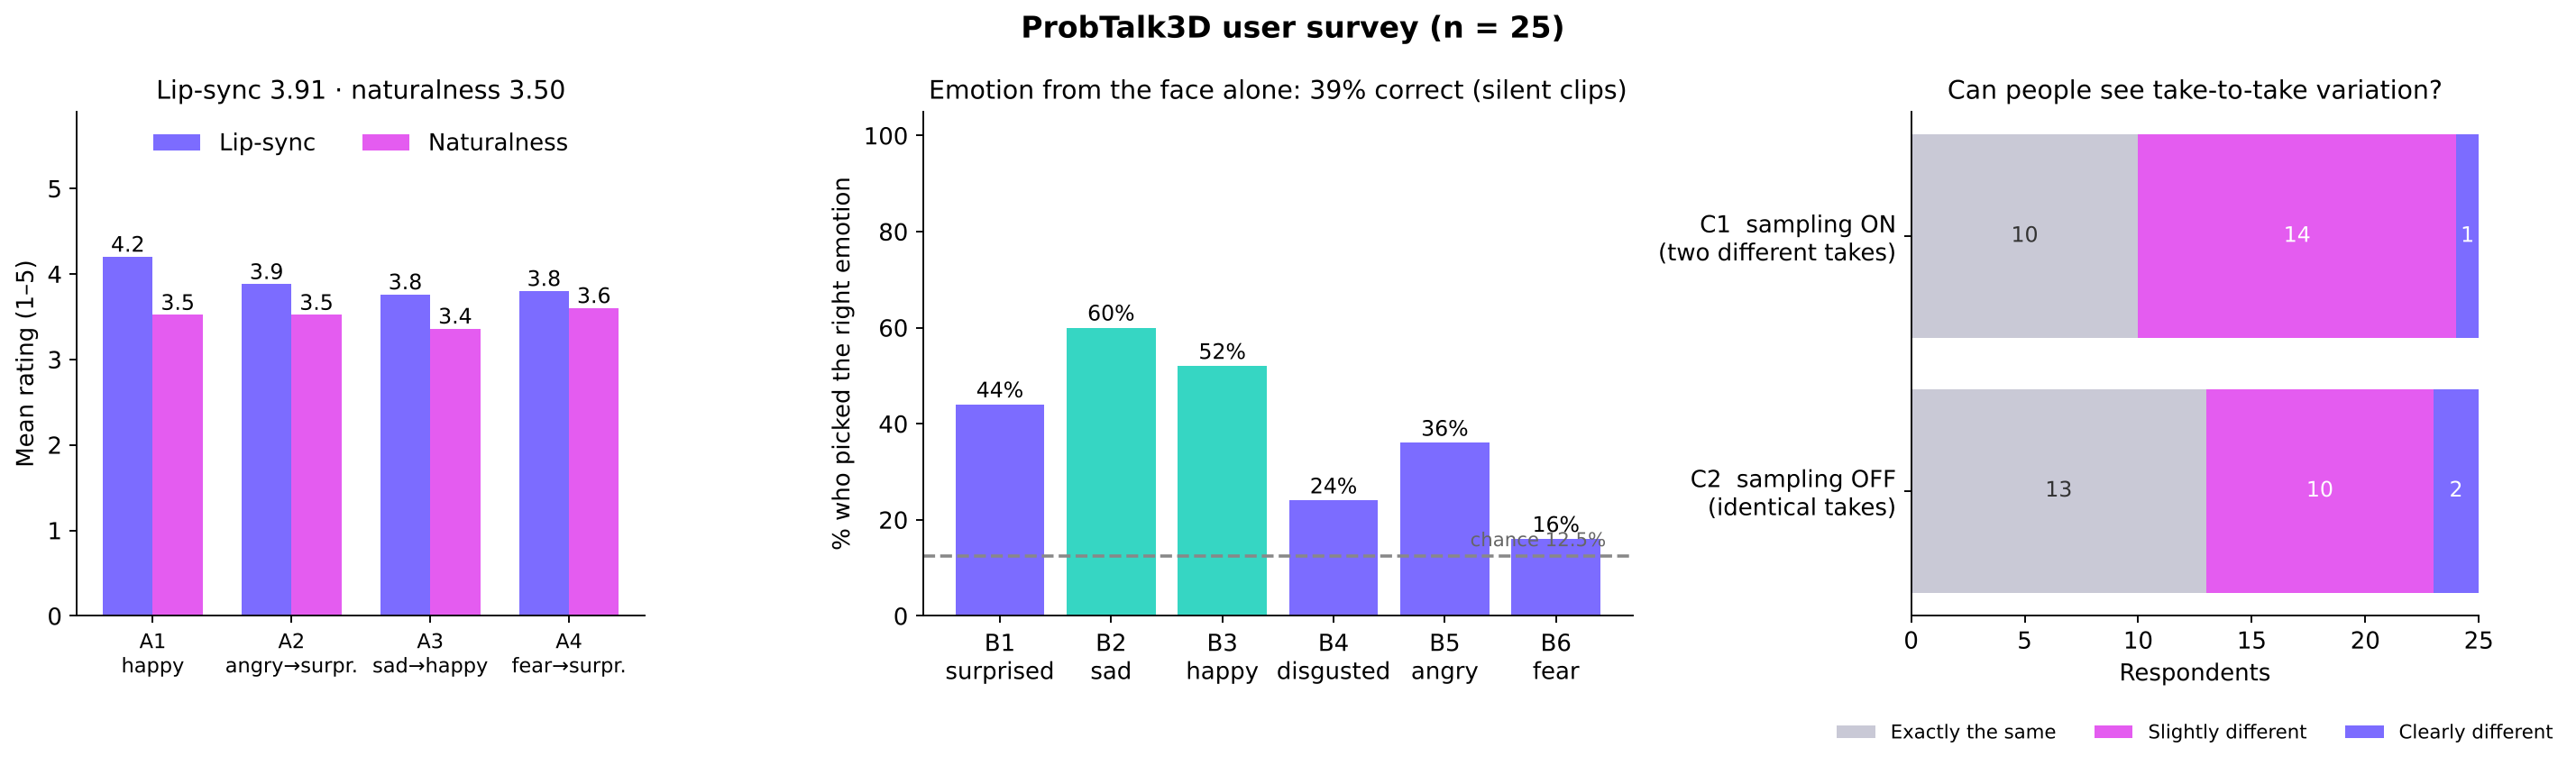 ProbTalk3D user survey (n = 25)
Lip-sync 3.91 · naturalness 3.50
Lip-sync
Naturalness
Mean rating (1–5)
5
4
3
2
1
0
4.2
3.5
3.9
3.5
3.8
3.4
3.8
3.6
A1
happy
A2
angry→surpr.
A3
sad→happy
A4
fear→surpr.
Emotion from the face alone: 39% correct (silent clips)
% who picked the right emotion
100
80
60
40
20
0
44%
60%
52%
24%
36%
16%
chance 12.5%
B1
surprised
B2
sad
B3
happy
B4
disgusted
B5
angry
B6
fear
Can people see take-to-take variation?
C1  sampling ON
(two different takes)
10
14
1
C2  sampling OFF
(identical takes)
13
10
2
0
5
10
15
20
25
Respondents
Exactly the same
Slightly different
Clearly different